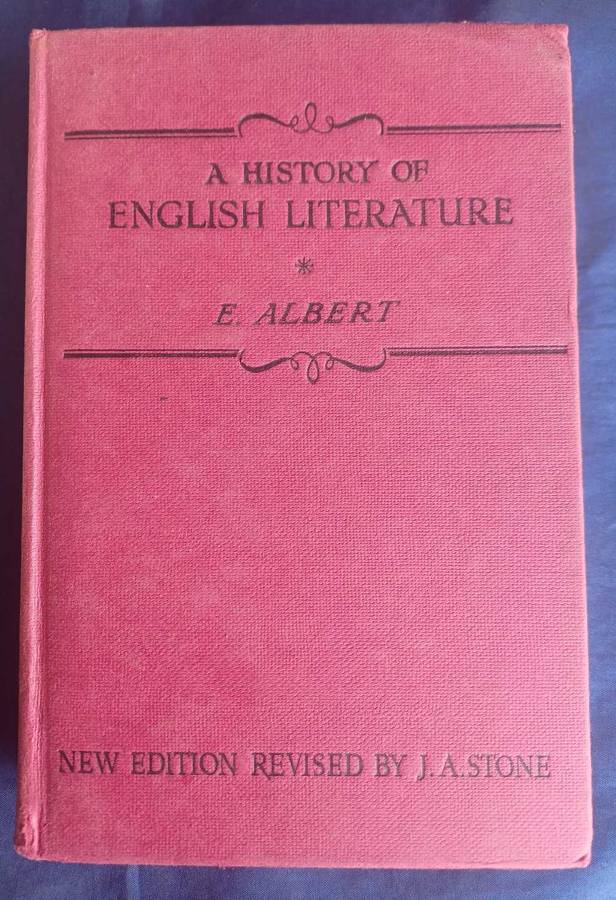 A HISTORY OF
ENGLISH LITERATURE
*
E. ALBERT
NEW EDITION REVISED BY J. A. STONE